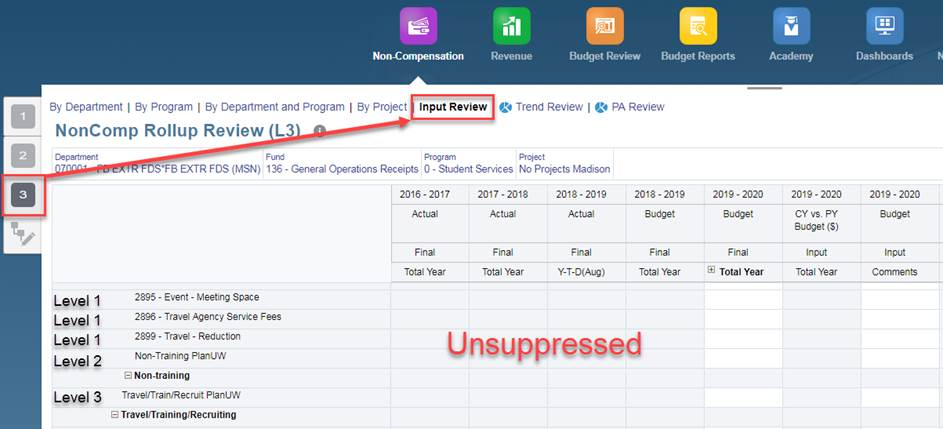 Non-Compensation Revenue Budget Review Budget Reports Academy Dashboards N
By Department | By Program | By Department and Program | By Project | Input Review | Trend Review | PA Review
1
NonComp Rollup Review (L3) i
2
Department Fund Program Project
070001 - FB EXTR FDS*FB EXTR FDS (MSN) 136 - General Operations Receipts 0 - Student Services No Projects Madison
3
2016 - 2017 2017 - 2018 2018 - 2019 2018 - 2019 2019 - 2020 2019 - 2020 2019 - 2020
Actual Actual Actual Budget Budget CY vs. PY Budget
Budget ($)
Final Final Final Final Final Input Input
Total Year Total Year Y-T-D(Aug) Total Year Total Year Total Year Comments
Level 1 2895 - Event - Meeting Space
Level 1 2896 - Travel Agency Service Fees
Level 1 2899 - Travel - Reduction
Unsuppressed
Level 2 Non-Training PlanUW
Non-training
Level 3 Travel/Train/Recruit PlanUW
Travel/Training/Recruiting